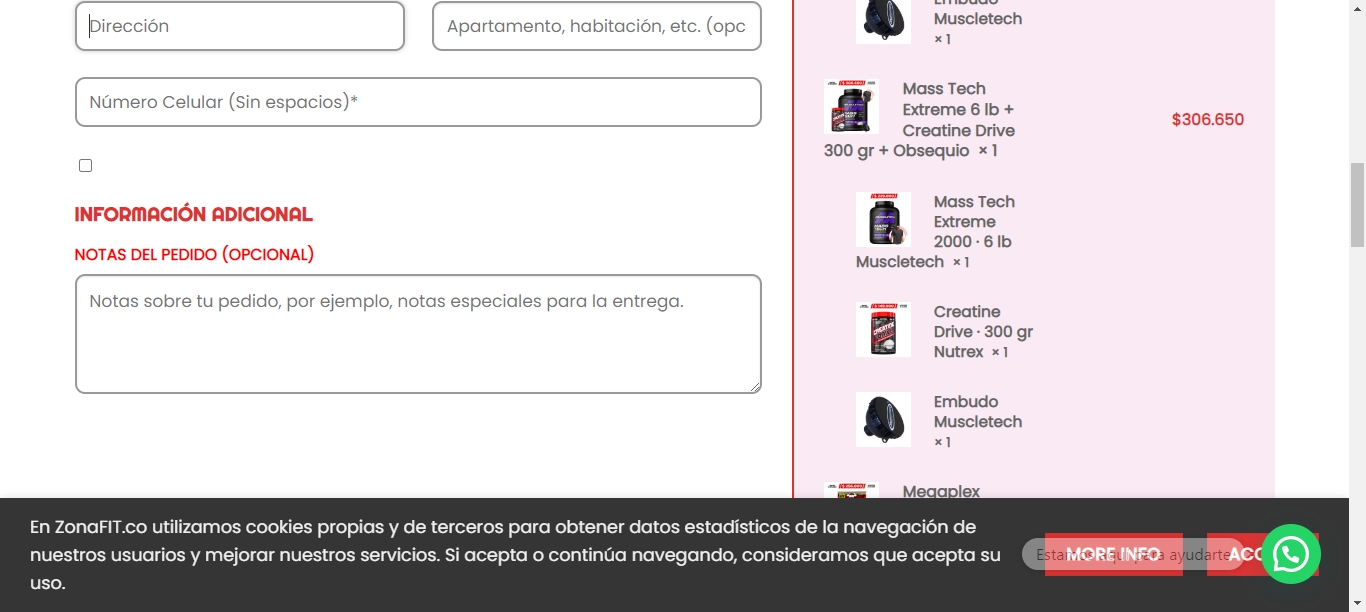 Dirección
Apartamento, habitación, etc. (opc
Número Celular (Sin espacios)*
INFORMACIÓN ADICIONAL
NOTAS DEL PEDIDO (OPCIONAL)
Notas sobre tu pedido, por ejemplo, notas especiales para la entrega.
Embudo
Muscletech
× 1
Mass Tech
Extreme 6 lb +
Creatine Drive
300 gr + Obsequio × 1
$306.650
Mass Tech
Extreme
2000 · 6 lb
Muscletech × 1
Creatine
Drive · 300 gr
Nutrex × 1
Embudo
Muscletech
× 1
Megaplex
En ZonaFIT.co utilizamos cookies propias y de terceros para obtener datos estadísticos de la navegación de
nuestros usuarios y mejorar nuestros servicios. Si acepta o continúa navegando, consideramos que acepta su
uso.
MORE INFO
Estamos aquí para ayudarte